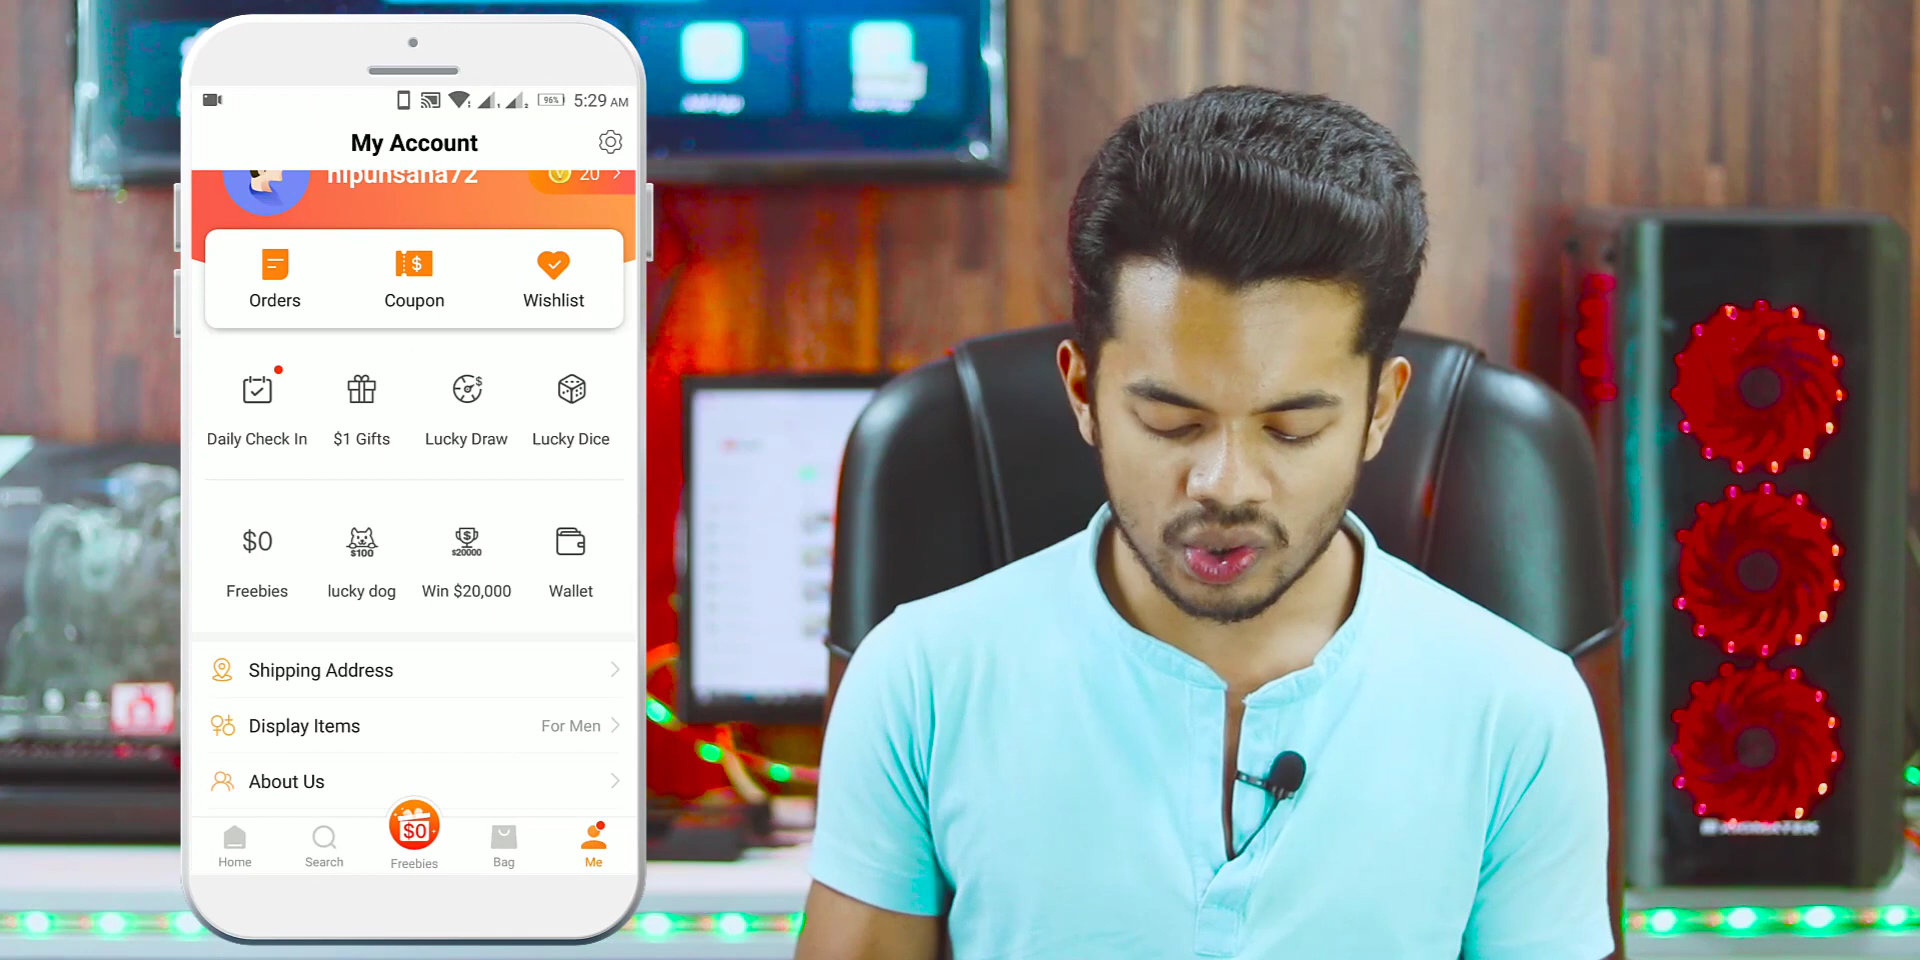 96% 5:29 AM
My Account
nipunsana72 20
Orders Coupon Wishlist
Daily Check In $1 Gifts Lucky Draw Lucky Dice
$0 $100 $20000
Freebies lucky dog Win $20,000 Wallet
Shipping Address
Display Items For Men
About Us
$0
Home Search Freebies Bag Me